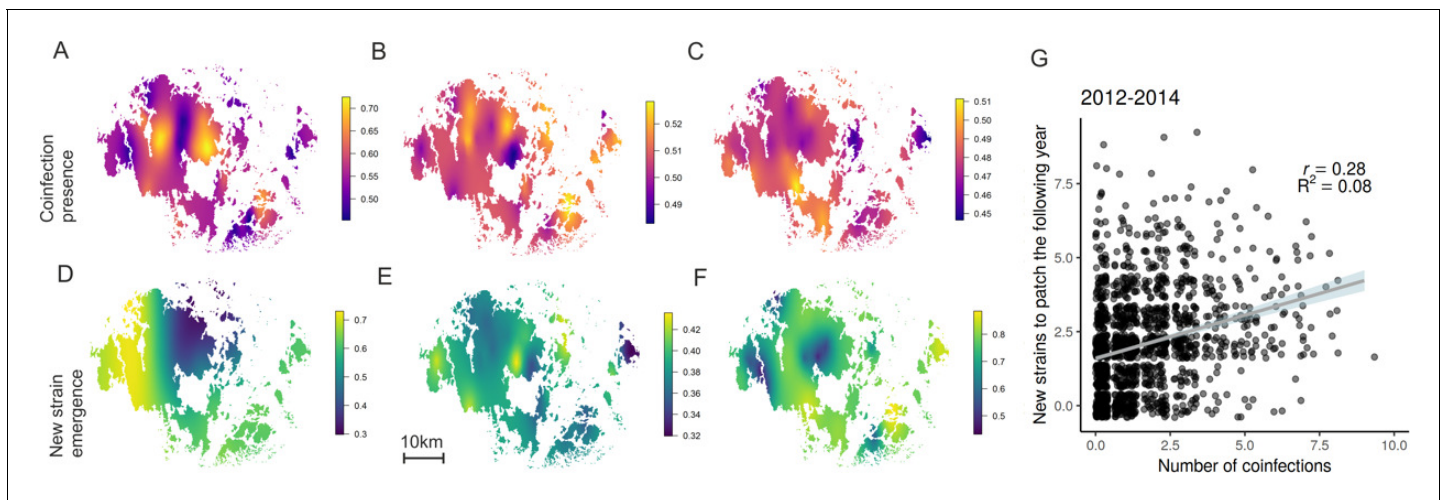 A
B
C
G
Coinfection
presence
0.70
0.65
0.60
0.55
0.50
0.52
0.51
0.50
0.49
0.51
0.50
0.49
0.48
0.47
0.46
0.45
D
E
F
New strain
emergence
0.7
0.6
0.5
0.4
0.3
0.42
0.40
0.38
0.36
0.34
0.32
0.8
0.7
0.6
0.5
10km
2012-2014
r = 0.28
R² = 0.08
New strains to patch the following year
7.5
5.0
2.5
0.0
0.0 2.5 5.0 7.5 10.0
Number of coinfections